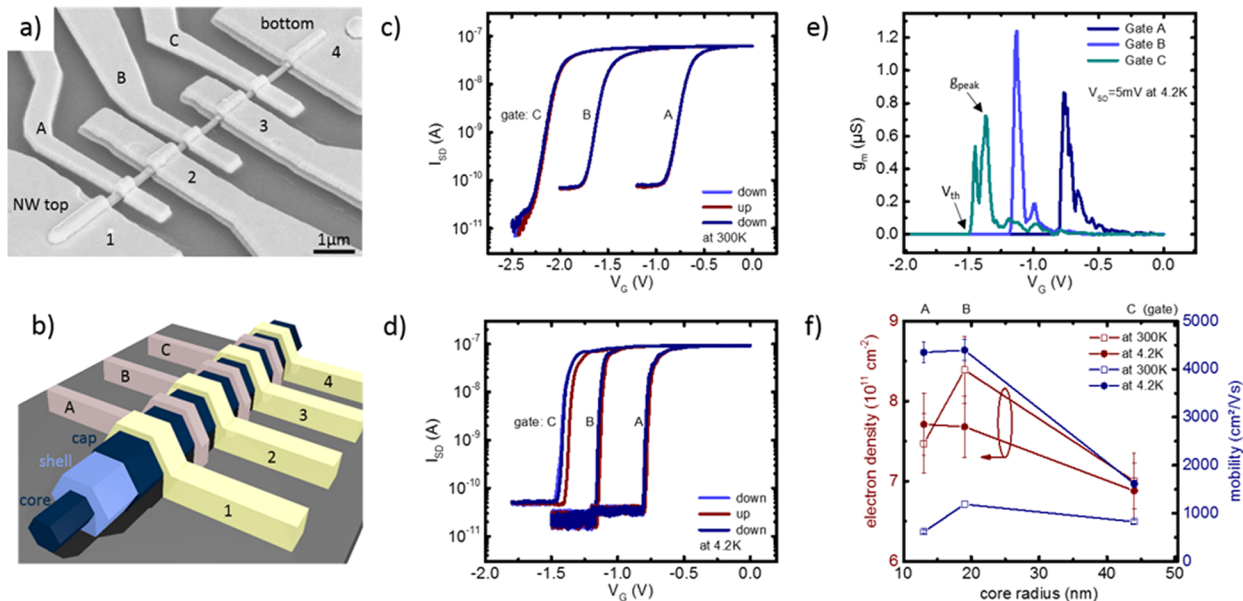 a)
bottom
C
4
B
A
3
2
NW top
1
1μm
b)
C
B
A
4
3
2
1
cap
shell
core
c)
10⁻⁷
10⁻⁸
10⁻⁹
10⁻¹⁰
10⁻¹¹
I_SD (A)
gate: C
B
A
down
up
down
at 300K
-2.5 -2.0 -1.5 -1.0 -0.5 0.0
V_G (V)
d)
10⁻⁷
10⁻⁸
10⁻⁹
10⁻¹⁰
10⁻¹¹
I_SD (A)
gate: C
B
A
down
up
down
at 4.2K
-2.0 -1.5 -1.0 -0.5 0.0
V_G (V)
e)
1.2
0.9
0.6
0.3
0.0
g_m (μS)
Gate A
Gate B
Gate C
V_SD=5mV at 4.2K
g_peak
V_th
-2.0 -1.5 -1.0 -0.5 0.0
V_G (V)
f)
A B C (gate)
9
8
7
6
electron density (10¹¹ cm⁻²)
at 300K
at 4.2K
at 300K
at 4.2K
5000
4000
3000
2000
1000
0
mobility (cm²/Vs)
10 20 30 40 50
core radius (nm)